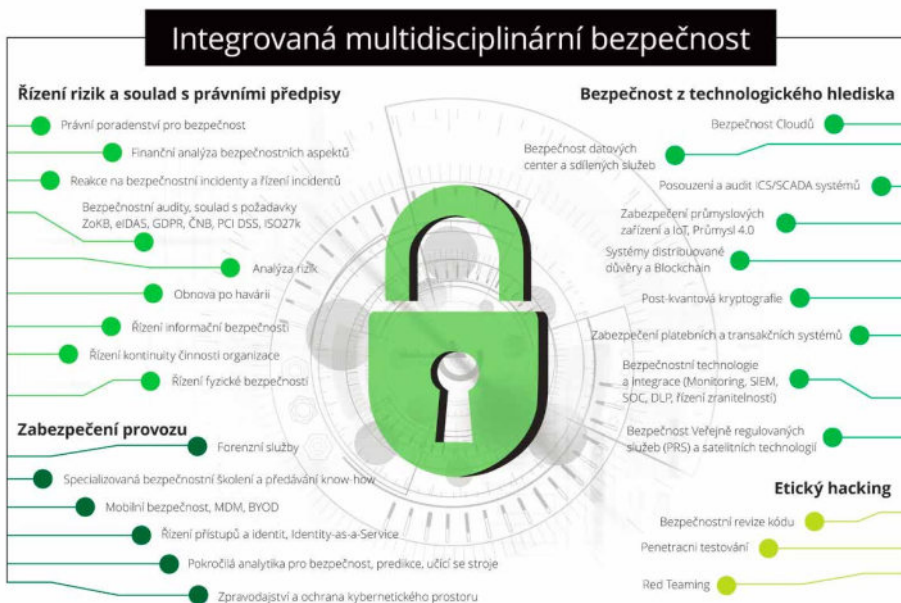 Integrovaná multidisciplinární bezpečnost
Řízení rizik a soulad s právními předpisy
Právní poradenství pro bezpečnost
Finanční analýza bezpečnostních aspektů
Reakce na bezpečnostní incidenty a řízení incidentů
Bezpečnostní audity, soulad s požadavky
ZoKB, eIDAS, GDPR, ČNB, PCI DSS, ISO27k
Analýza rizik
Obnova po havárii
Řízení informační bezpečnosti
Řízení kontinuity činnosti organizace
Řízení fyzické bezpečnosti
Zabezpečení provozu
Forenzní služby
Specializovaná bezpečnostní školení a předávání know-how
Mobilní bezpečnost, MDM, BYOD
Řízení přístupů a identit, Identity-as-a-Service
Pokročilá analytika pro bezpečnost, predikce, učící se stroje
Zpravodajství a ochrana kybernetického prostoru
Bezpečnost z technologického hlediska
Bezpečnost Cloudů
Bezpečnost datových
center a sdílených služeb
Posouzení a audit ICS/SCADA systémů
Zabezpečení průmyslových
zařízení a IoT, Průmysl 4.0
Systémy distribuované
důvěry a Blockchain
Post-kvantová kryptografie
Zabezpečení platebních a transakčních systémů
Bezpečnostní technologie
a integrace (Monitoring, SIEM,
SOC, DLP, řízení zranitelností)
Bezpečnost Veřejně regulovaných
služeb (PRS) a satelitních technologií
Etický hacking
Bezpečnostní revize kódu
Penetracni testování
Red Teaming